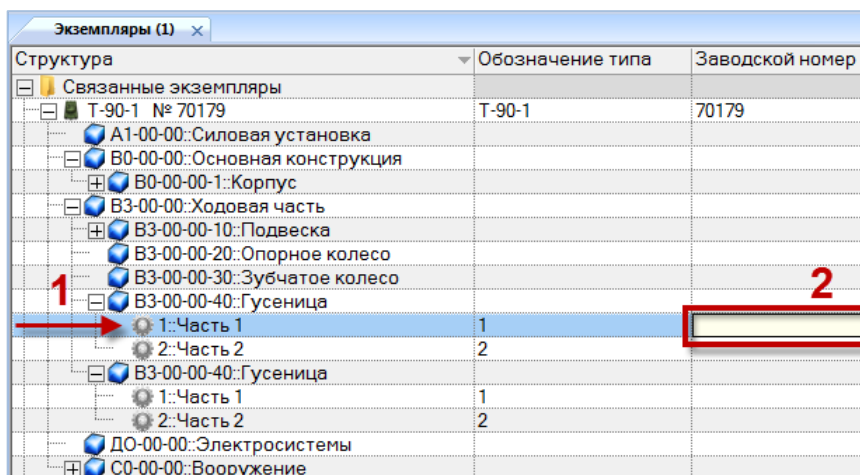 Экземпляры (1)
Структура Обозначение типа Заводской номер
Связанные экземпляры
Т-90-1 № 70179 Т-90-1 70179
А1-00-00::Силовая установка
В0-00-00::Основная конструкция
В0-00-00-1::Корпус
В3-00-00::Ходовая часть
В3-00-00-10::Подвеска
В3-00-00-20::Опорное колесо
В3-00-00-30::Зубчатое колесо
1 2
В3-00-00-40::Гусеница
1::Часть 1 1
2::Часть 2 2
В3-00-00-40::Гусеница
1::Часть 1 1
2::Часть 2 2
ДО-00-00::Электросистемы
С0-00-00::Вооружение